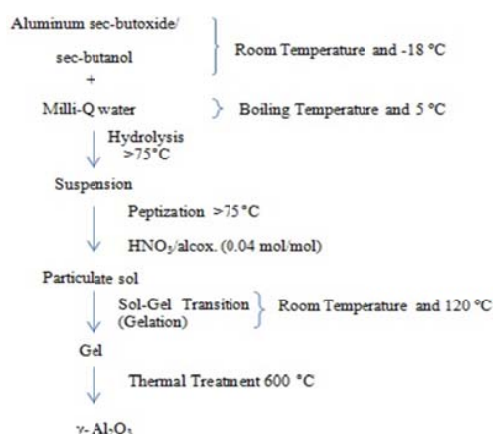 Aluminum sec-butoxide/
sec-butanol
Room Temperature and -18 °C
+
Milli-Q water
Boiling Temperature and 5 °C
Hydrolysis
>75°C
Suspension
Peptization >75°C
HNO₃/alcox. (0.04 mol/mol)
Particulate sol
Sol-Gel Transition
(Gelation)
Room Temperature and 120 °C
Gel
Thermal Treatment 600 °C
γ- Al₂O₃